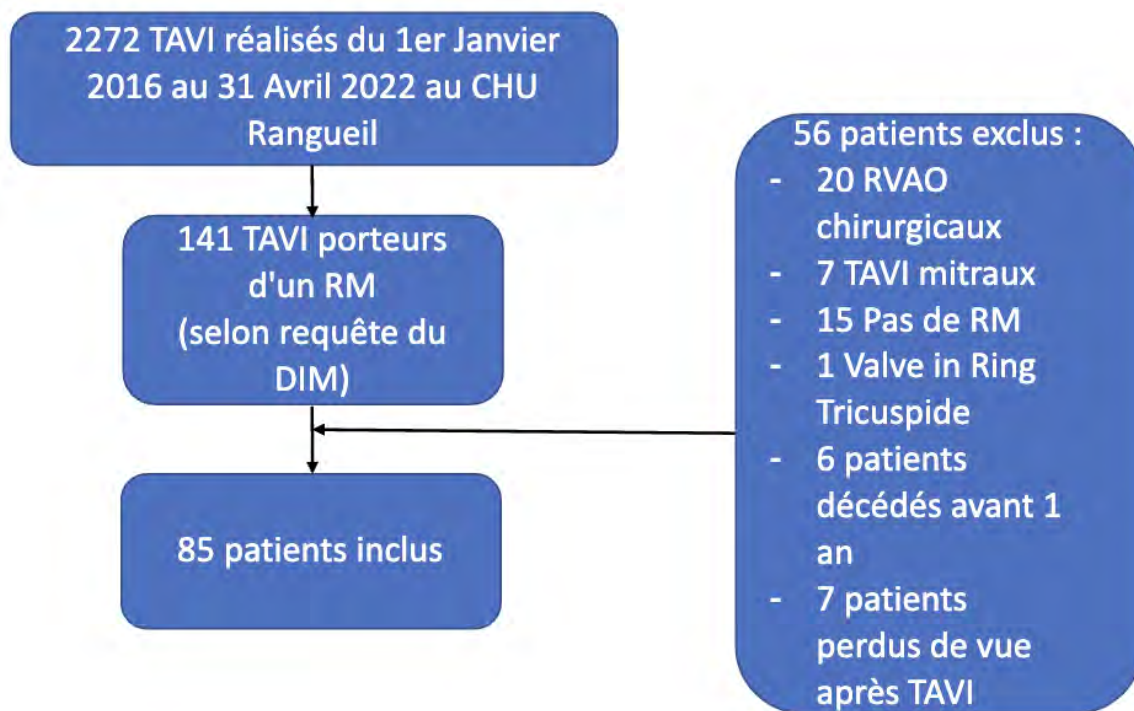 2272 TAVI réalisés du 1er Janvier
2016 au 31 Avril 2022 au CHU
Rangueil
141 TAVI porteurs
d'un RM
(selon requête du
DIM)
56 patients exclus :
- 20 RVAO
chirurgicaux
- 7 TAVI mitraux
- 15 Pas de RM
- 1 Valve in Ring
Tricuspide
- 6 patients
décédés avant 1
an
- 7 patients
perdus de vue
après TAVI
85 patients inclus